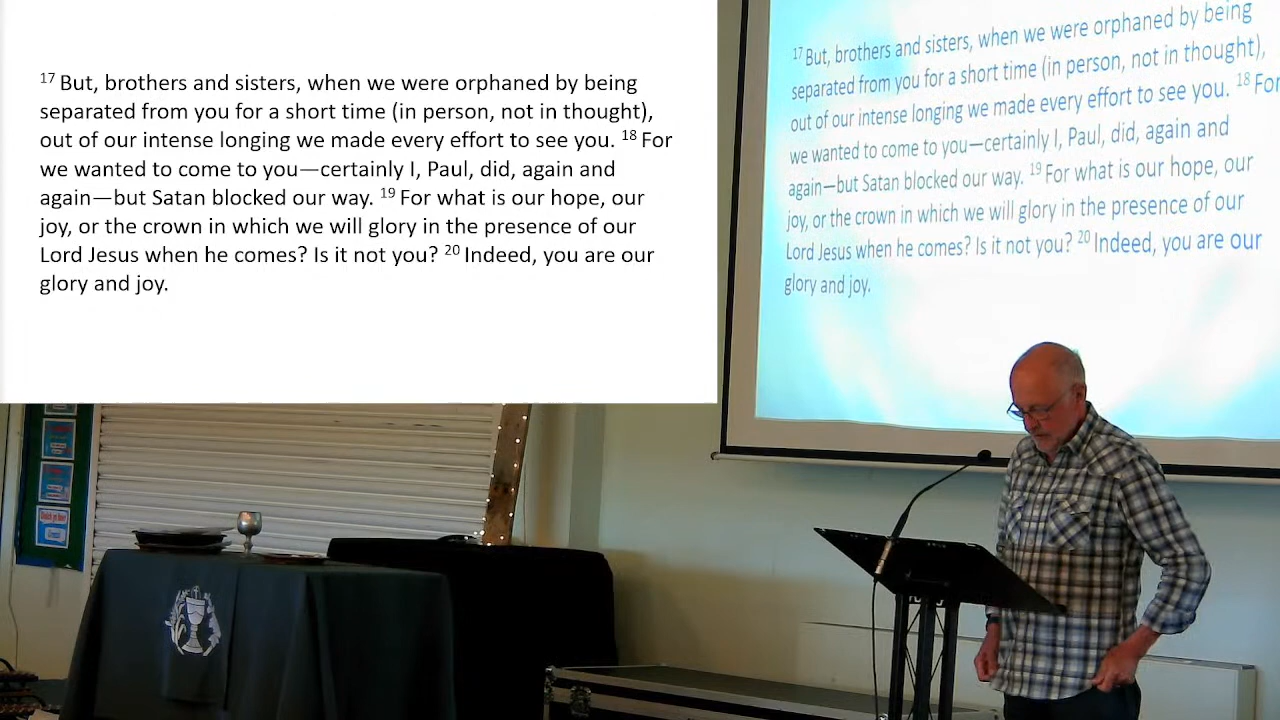 ¹⁷ But, brothers and sisters, when we were orphaned by being
separated from you for a short time (in person, not in thought),
out of our intense longing we made every effort to see you. ¹⁸ For
we wanted to come to you—certainly I, Paul, did, again and
again—but Satan blocked our way. ¹⁹ For what is our hope, our
joy, or the crown in which we will glory in the presence of our
Lord Jesus when he comes? Is it not you? ²⁰ Indeed, you are our
glory and joy.
¹⁷ But, brothers and sisters, when we were orphaned by being
separated from you for a short time (in person, not in thought),
out of our intense longing we made every effort to see you. ¹⁸ For
we wanted to come to you—certainly I, Paul, did, again and
again—but Satan blocked our way. ¹⁹ For what is our hope, our
joy, or the crown in which we will glory in the presence of our
Lord Jesus when he comes? Is it not you? ²⁰ Indeed, you are our
glory and joy.